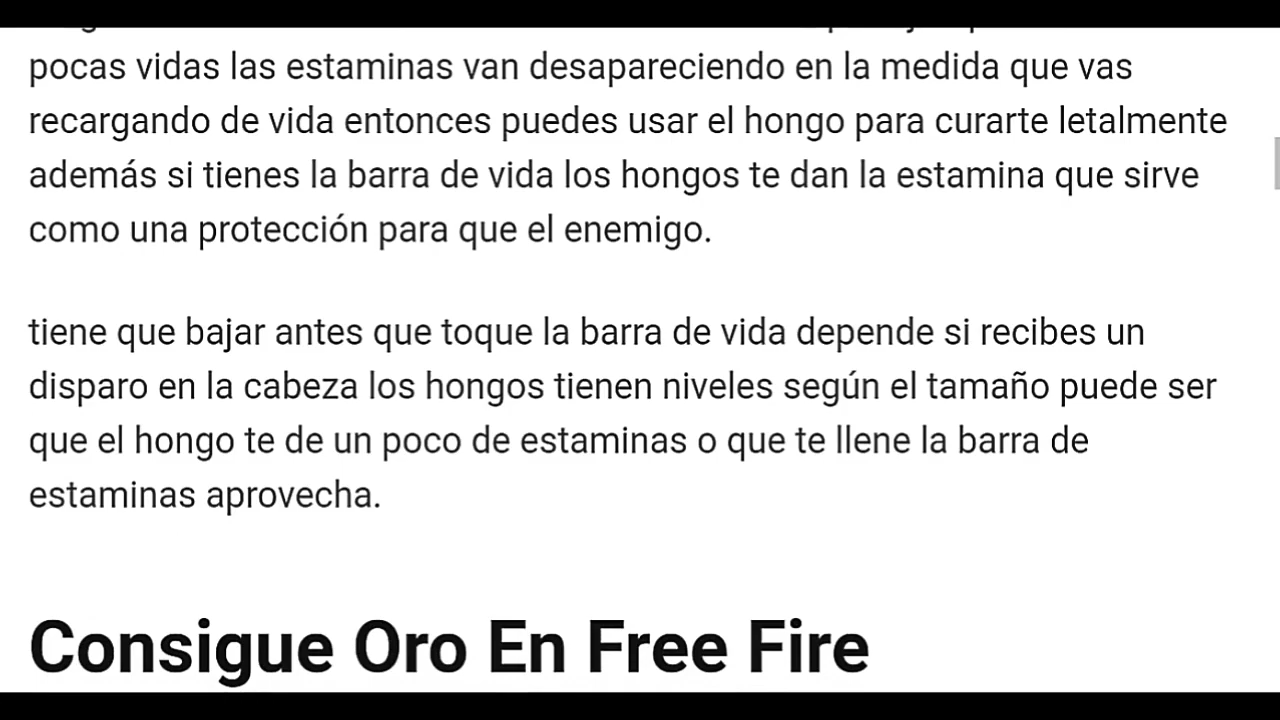 pocas vidas las estaminas van desapareciendo en la medida que vas
recargando de vida entonces puedes usar el hongo para curarte letalmente
además si tienes la barra de vida los hongos te dan la estamina que sirve
como una protección para que el enemigo.
tiene que bajar antes que toque la barra de vida depende si recibes un
disparo en la cabeza los hongos tienen niveles según el tamaño puede ser
que el hongo te de un poco de estaminas o que te llene la barra de
estaminas aprovecha.
Consigue Oro En Free Fire